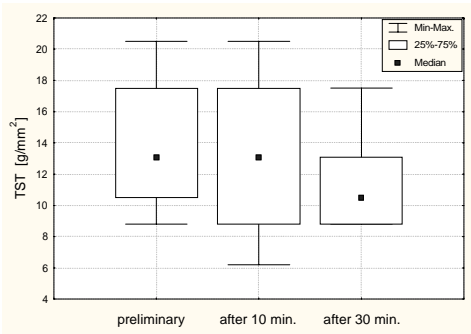 22
20
18
16
14
12
10
8
6
4
TST [g/mm²]
Min-Max.
25%-75%
Median
preliminary after 10 min. after 30 min.